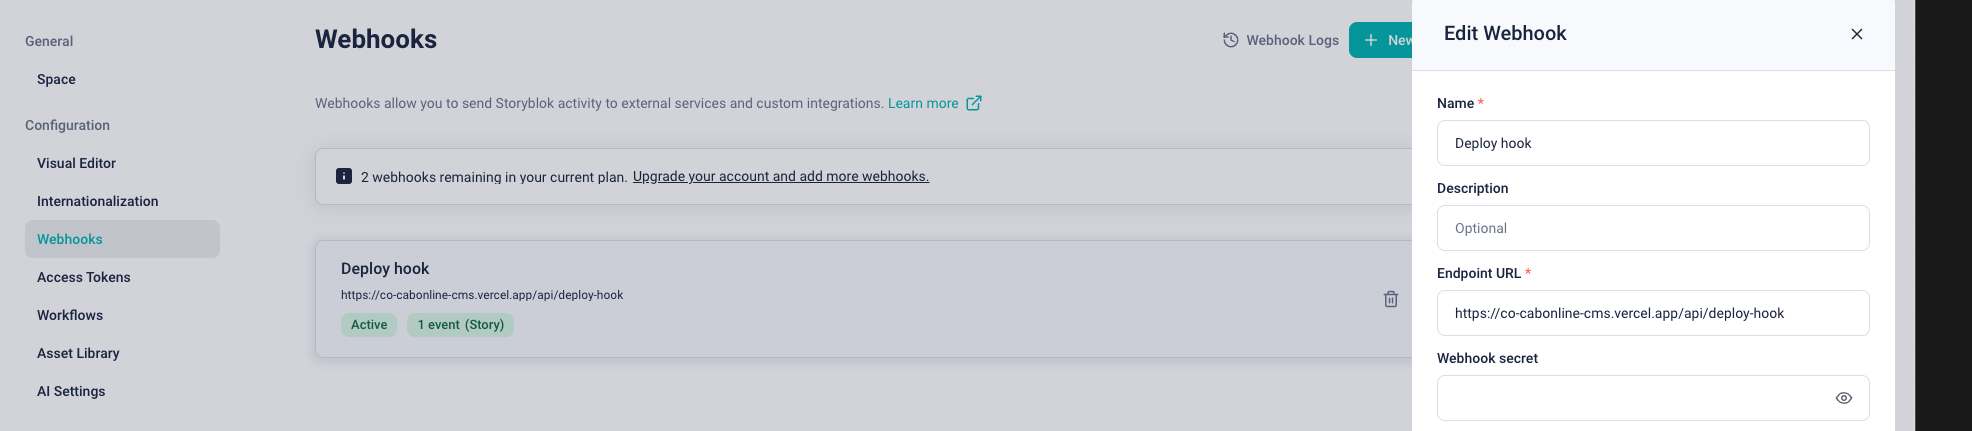 General
Space
Configuration
Visual Editor
Internationalization
Webhooks
Access Tokens
Workflows
Asset Library
AI Settings
Webhooks
Webhook Logs
New
Webhooks allow you to send Storyblok activity to external services and custom integrations. Learn more
2 webhooks remaining in your current plan. Upgrade your account and add more webhooks.
Deploy hook
https://co-cabonline-cms.vercel.app/api/deploy-hook
Active 1 event (Story)
Edit Webhook
Name *
Deploy hook
Description
Optional
Endpoint URL *
https://co-cabonline-cms.vercel.app/api/deploy-hook
Webhook secret